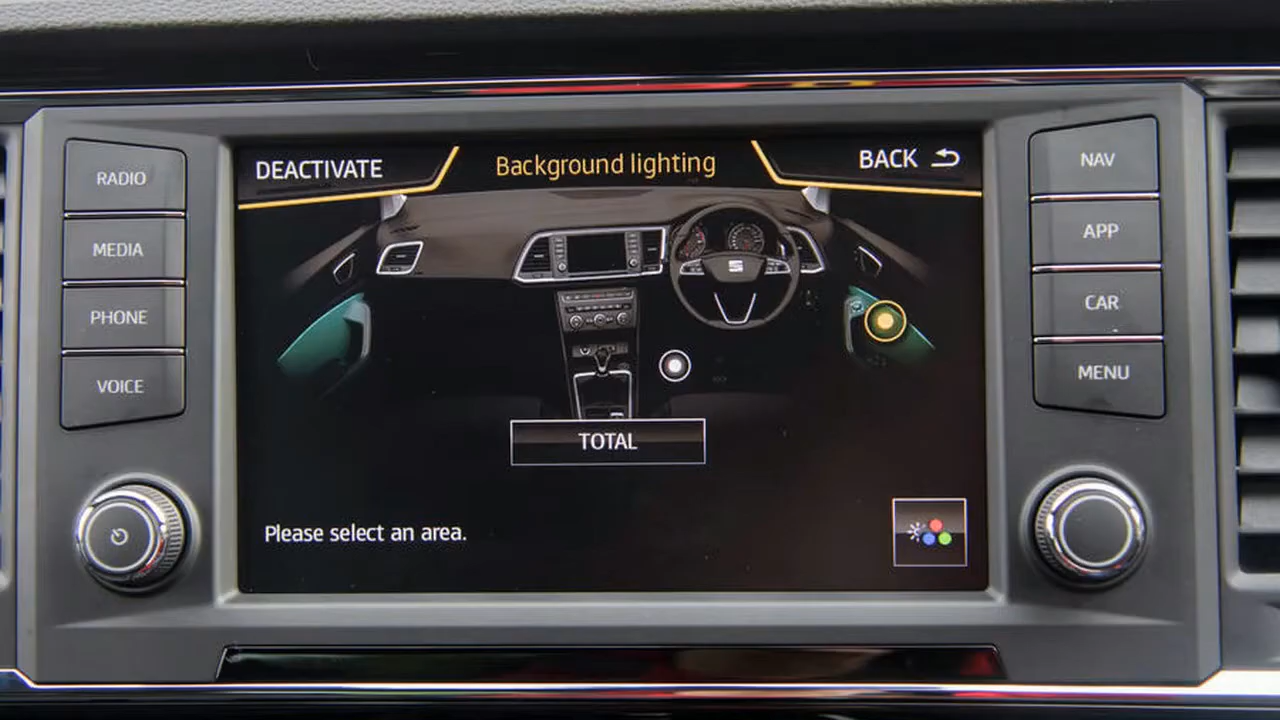 DEACTIVATE
Background lighting
BACK
RADIO
MEDIA
PHONE
VOICE
NAV
APP
CAR
MENU
TOTAL
Please select an area.